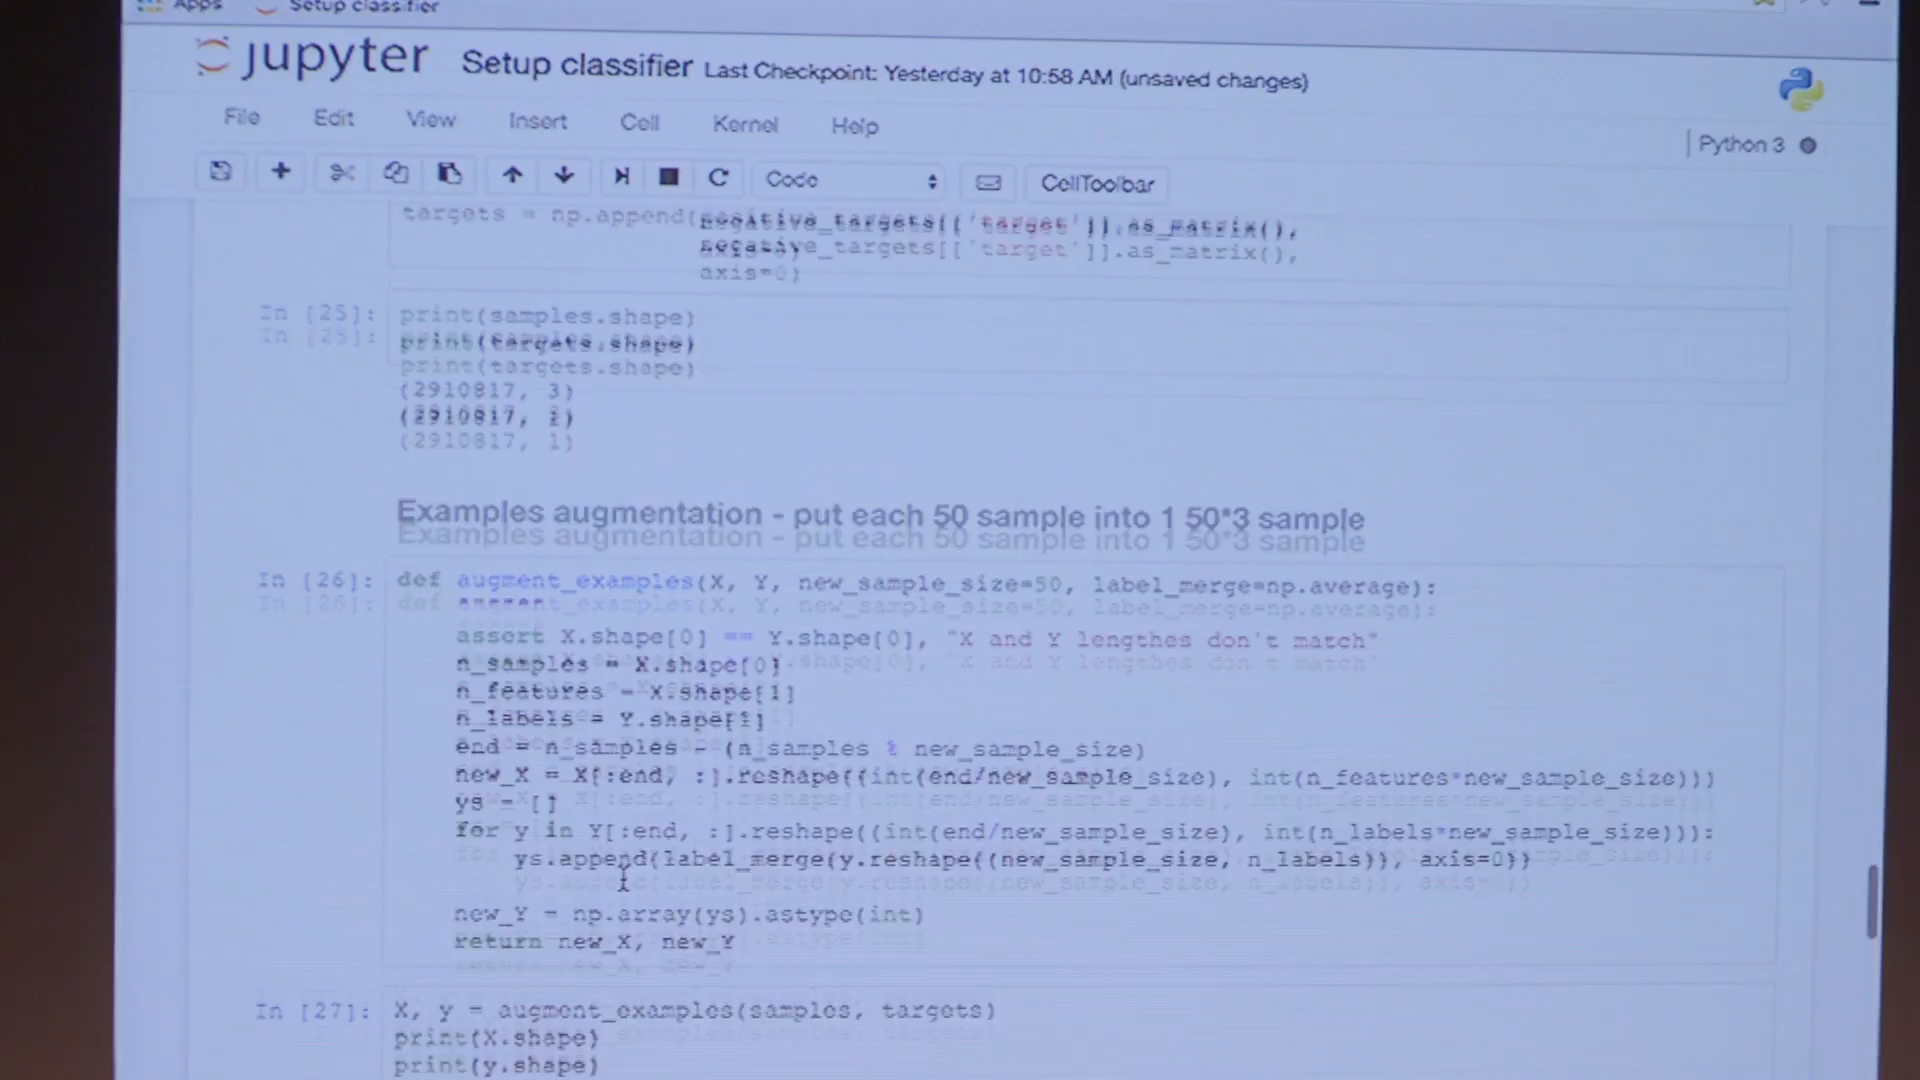 Apps Setup classifier
jupyter Setup classifier Last Checkpoint: Yesterday at 10:58 AM (unsaved changes)
File Edit View Insert Cell Kernel Help
Python 3
Code CellToolbar
targets = np.append(negative_targets[['target']].as_matrix(),
negative_targets[['target']].as_matrix(),
axis=0)
In [25]: print(samples.shape)
print(targets.shape)
(2910817, 3)
(2910817, 1)
Examples augmentation - put each 50 sample into 1 50*3 sample
In [26]: def augment_examples(X, Y, new_sample_size=50, label_merge=np.average):
assert X.shape[0] == Y.shape[0], "X and Y lengthes don't match"
n_samples = X.shape[0]
n_features = X.shape[1]
n_labels = Y.shape[1]
end = n_samples - (n_samples % new_sample_size)
new_X = X[:end, :].reshape((int(end/new_sample_size), int(n_features*new_sample_size)))
ys = []
for y in Y[:end, :].reshape((int(end/new_sample_size), int(n_labels*new_sample_size))):
ys.append(label_merge(y.reshape((new_sample_size, n_labels)), axis=0))
new_Y = np.array(ys).astype(int)
return new_X, new_Y
In [27]: X, y = augment_examples(samples, targets)
print(X.shape)
print(y.shape)